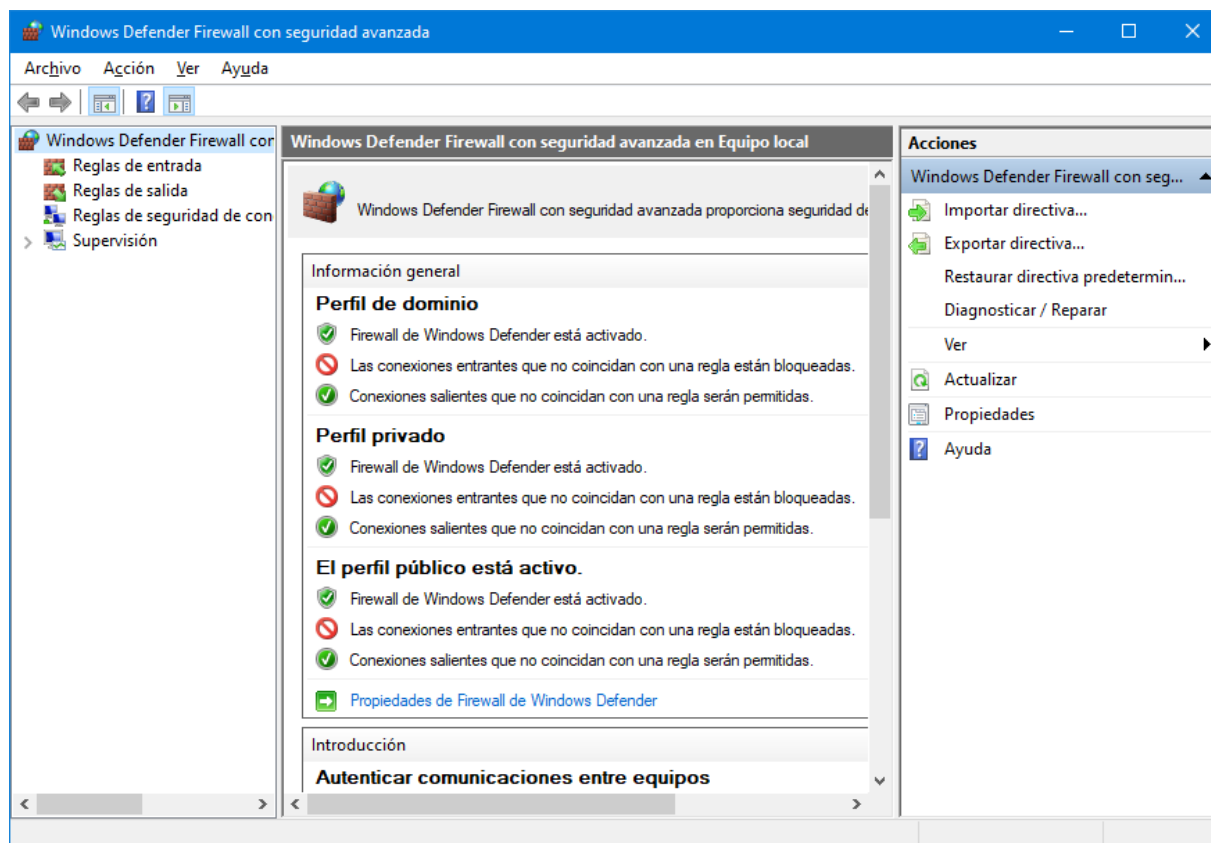 Windows Defender Firewall con seguridad avanzada
Archivo Acción Ver Ayuda
Windows Defender Firewall con
Reglas de entrada
Reglas de salida
Reglas de seguridad de con
Supervisión
Windows Defender Firewall con seguridad avanzada en Equipo local
Windows Defender Firewall con seguridad avanzada proporciona seguridad de
Información general
Perfil de dominio
Firewall de Windows Defender está activado.
Las conexiones entrantes que no coincidan con una regla están bloqueadas.
Conexiones salientes que no coincidan con una regla serán permitidas.
Perfil privado
Firewall de Windows Defender está activado.
Las conexiones entrantes que no coincidan con una regla están bloqueadas.
Conexiones salientes que no coincidan con una regla serán permitidas.
El perfil público está activo.
Firewall de Windows Defender está activado.
Las conexiones entrantes que no coincidan con una regla están bloqueadas.
Conexiones salientes que no coincidan con una regla serán permitidas.
Propiedades de Firewall de Windows Defender
Introducción
Autenticar comunicaciones entre equipos
Acciones
Windows Defender Firewall con seg...
Importar directiva...
Exportar directiva...
Restaurar directiva predetermin...
Diagnosticar / Reparar
Ver
Actualizar
Propiedades
Ayuda